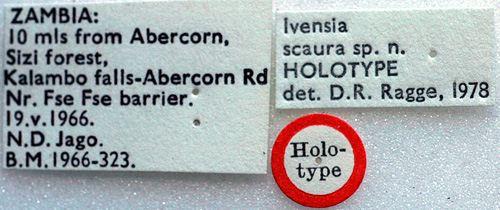 ZAMBIA:
10 mls from Abercorn,
Sizi forest,
Kalambo falls-Abercorn Rd
Nr. Fse Fse barrier.
19.v.1966.
N.D. Jago.
B.M.1966-323.
Ivensia
scaura sp. n.
HOLOTYPE
det. D.R. Ragge, 1978
Holo-
type